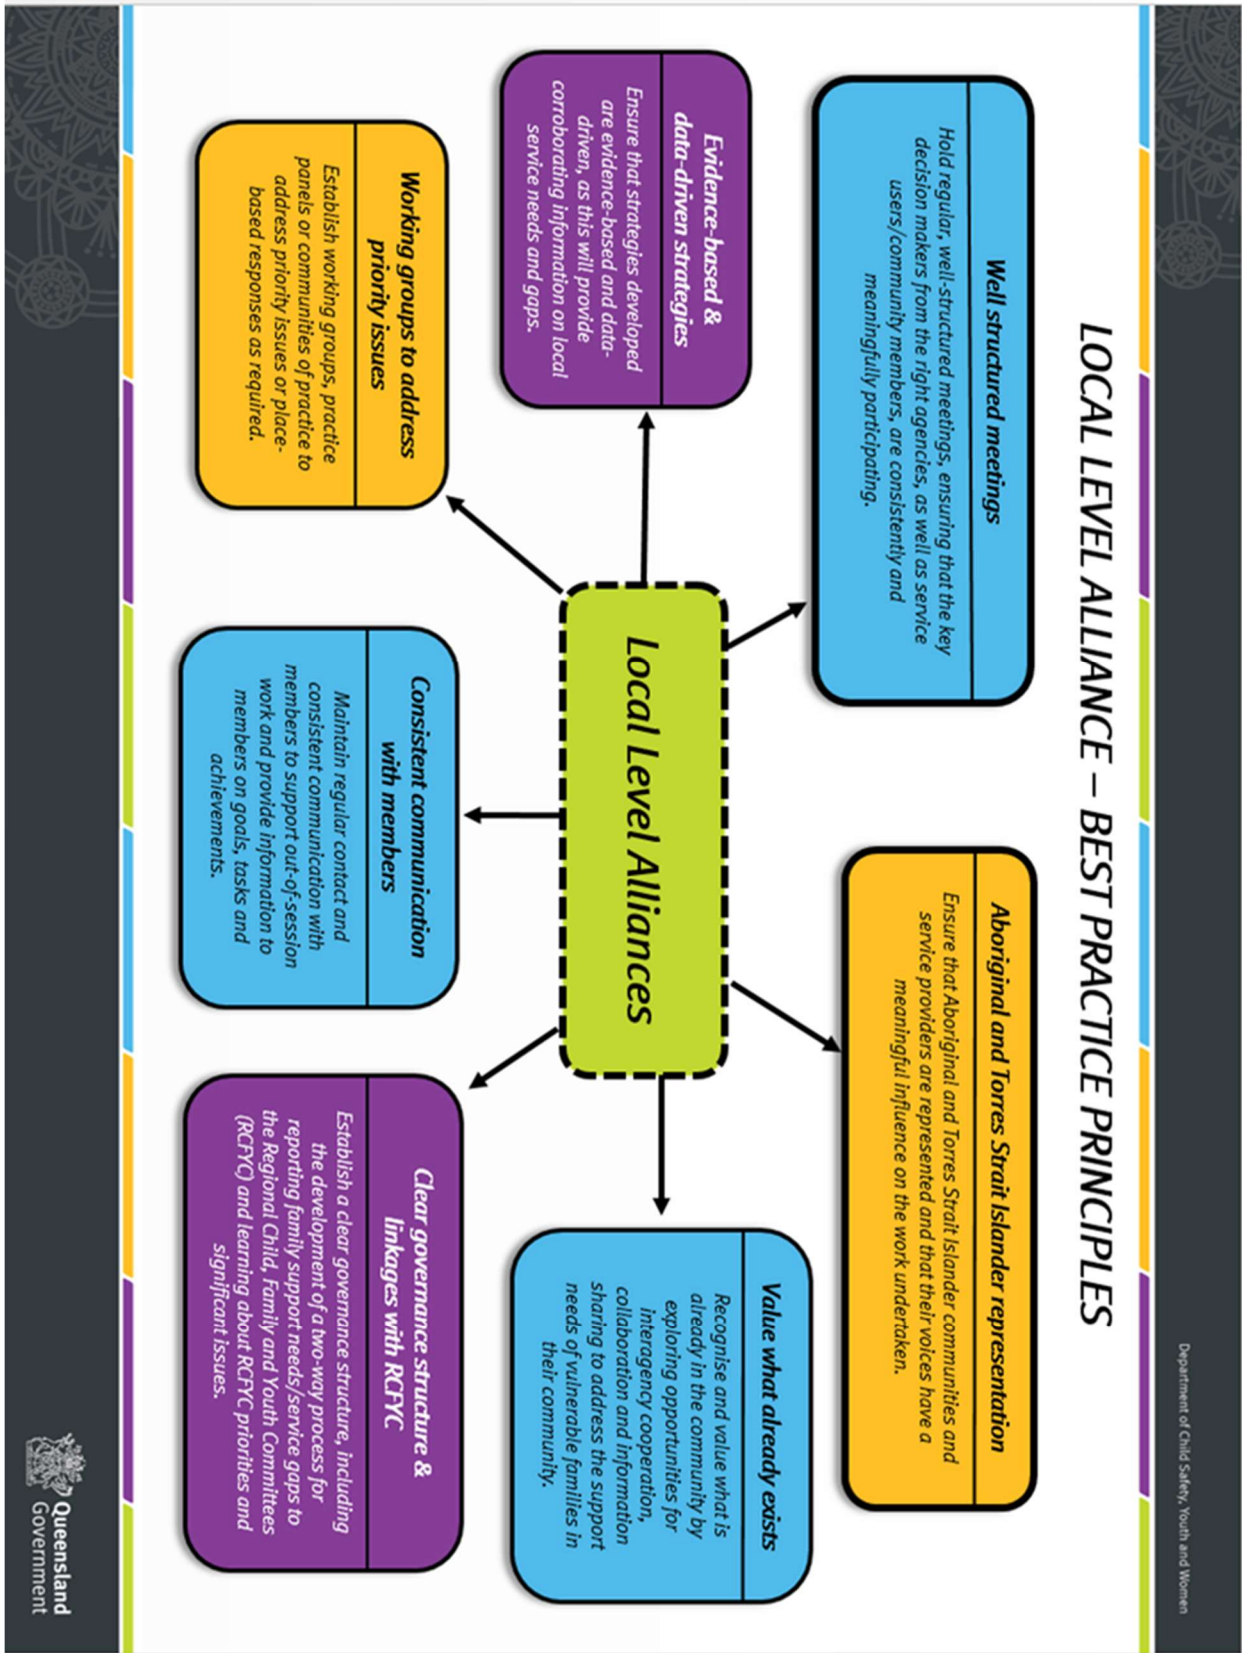 Department of Child Safety, Youth and Women
LOCAL LEVEL ALLIANCE – BEST PRACTICE PRINCIPLES
Well structured meetings
Hold regular, well-structured meetings, ensuring that the key
decision makers from the right agencies, as well as service
users/community members, are consistently and
meaningfully participating.
Aboriginal and Torres Strait Islander representation
Ensure that Aboriginal and Torres Strait Islander communities and
service providers are represented and that their voices have a
meaningful influence on the work undertaken.
Evidence-based &
data-driven strategies
Ensure that strategies developed
are evidence-based and data-
driven, as this will provide
corroborating information on local
service needs and gaps.
Local Level Alliances
Value what already exists
Recognise and value what is
already in the community by
exploring opportunities for
interagency cooperation,
collaboration and information
sharing to address the support
needs of vulnerable families in
their community.
Working groups to address
priority issues
Establish working groups, practice
panels or communities of practice to
address priority issues or place-
based responses as required.
Consistent communication
with members
Maintain regular contact and
consistent communication with
members to support out-of-session
work and provide information to
members on goals, tasks and
achievements.
Clear governance structure &
linkages with RCFYC
Establish a clear governance structure, including
the development of a two-way process for
reporting family support needs/service gaps to
the Regional Child, Family and Youth Committees
(RCFYC) and learning about RCFYC priorities and
significant issues.
Queensland
Government